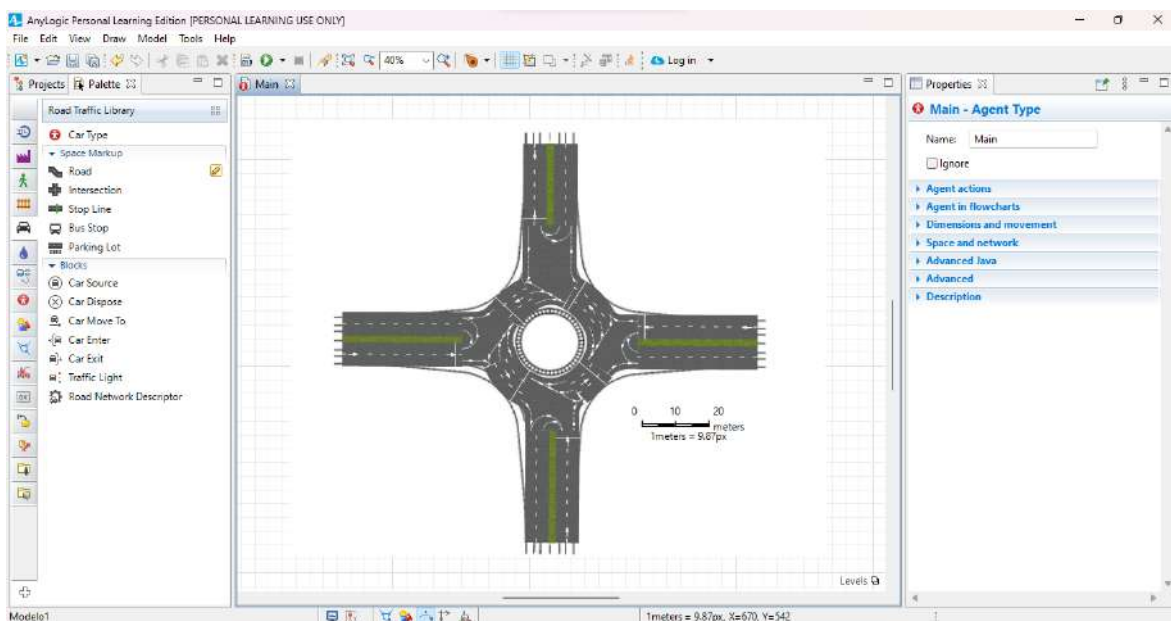 AnyLogic Personal Learning Edition [PERSONAL LEARNING USE ONLY]
File Edit View Draw Model Tools Help
40% Log in
Projects Palette
Main
Properties
Road Traffic Library
Main - Agent Type
Car Type
Name: Main
Space Markup
Ignore
Road
Intersection
Stop Line
Bus Stop
Parking Lot
Blocks
Car Source
Car Dispose
Car Move To
Car Enter
Car Exit
Traffic Light
Road Network Descriptor
Agent actions
Agent in flowcharts
Dimensions and movement
Space and network
Advanced Java
Advanced
Description
0 10 20
meters
1meters = 9.87px
Levels
Modelo1
1meters = 9.87px, X=670, Y=542